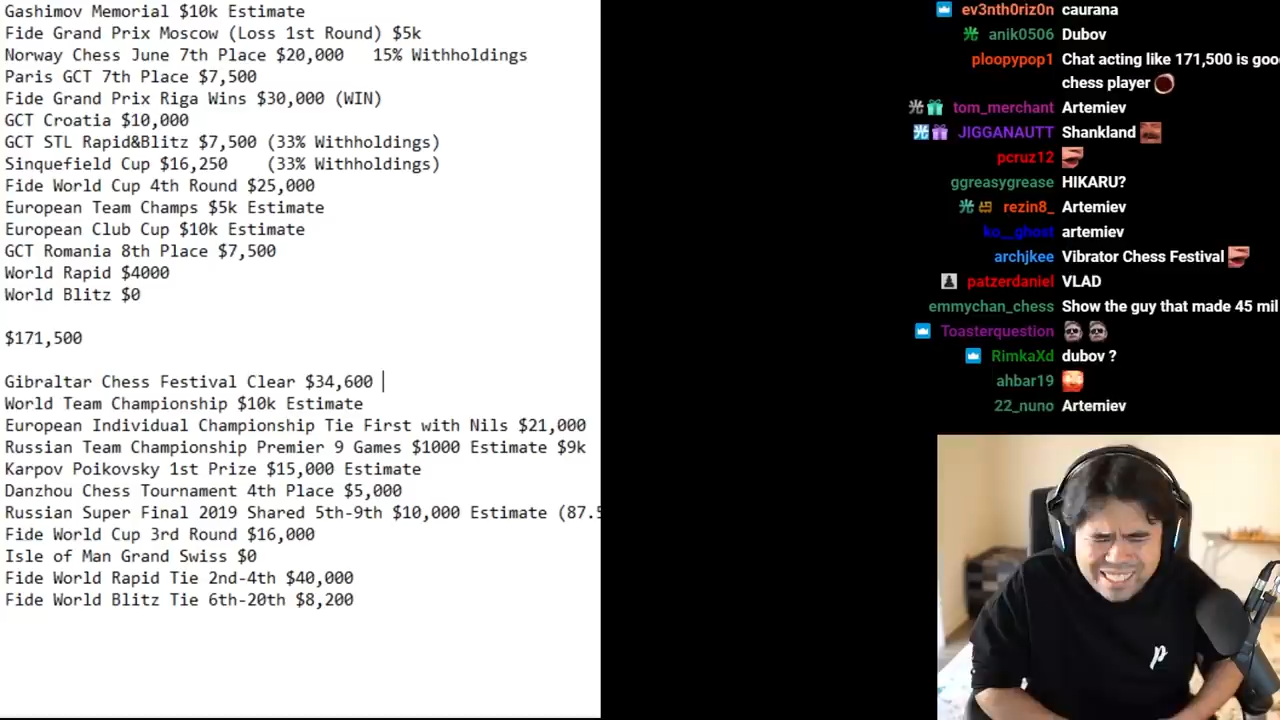 Gashimov Memorial $10k Estimate
Fide Grand Prix Moscow (Loss 1st Round) $5k
Norway Chess June 7th Place $20,000 15% Withholdings
Paris GCT 7th Place $7,500
Fide Grand Prix Riga Wins $30,000 (WIN)
GCT Croatia $10,000
GCT STL Rapid&Blitz $7,500 (33% Withholdings)
Sinquefield Cup $16,250 (33% Withholdings)
Fide World Cup 4th Round $25,000
European Team Champs $5k Estimate
European Club Cup $10k Estimate
GCT Romania 8th Place $7,500
World Rapid $4000
World Blitz $0
$171,500
Gibraltar Chess Festival Clear $34,600
World Team Championship $10k Estimate
European Individual Championship Tie First with Nils $21,000
Russian Team Championship Premier 9 Games $1000 Estimate $9k
Karpov Poikovsky 1st Prize $15,000 Estimate
Danzhou Chess Tournament 4th Place $5,000
Russian Super Final 2019 Shared 5th-9th $10,000 Estimate (87.5
Fide World Cup 3rd Round $16,000
Isle of Man Grand Swiss $0
Fide World Rapid Tie 2nd-4th $40,000
Fide World Blitz Tie 6th-20th $8,200
ev3nth0riz0n caurana
光 anik0506 Dubov
ploopypop1 Chat acting like 171,500 is good
chess player
光 tom_merchant Artemiev
光 JIGGANAUTT Shankland
pcruz12
ggreasygrease HIKARU?
光 rezin8_ Artemiev
ko__ghost artemiev
archjkee Vibrator Chess Festival
patzerdaniel VLAD
emmychan_chess Show the guy that made 45 mil
Toasterquestion
RimkaXd dubov ?
ahbar19
22_nuno Artemiev